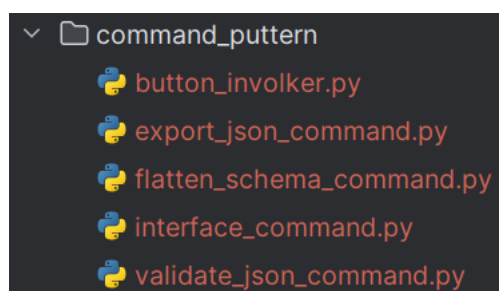 command_puttern
button_involker.py
export_json_command.py
flatten_schema_command.py
interface_command.py
validate_json_command.py